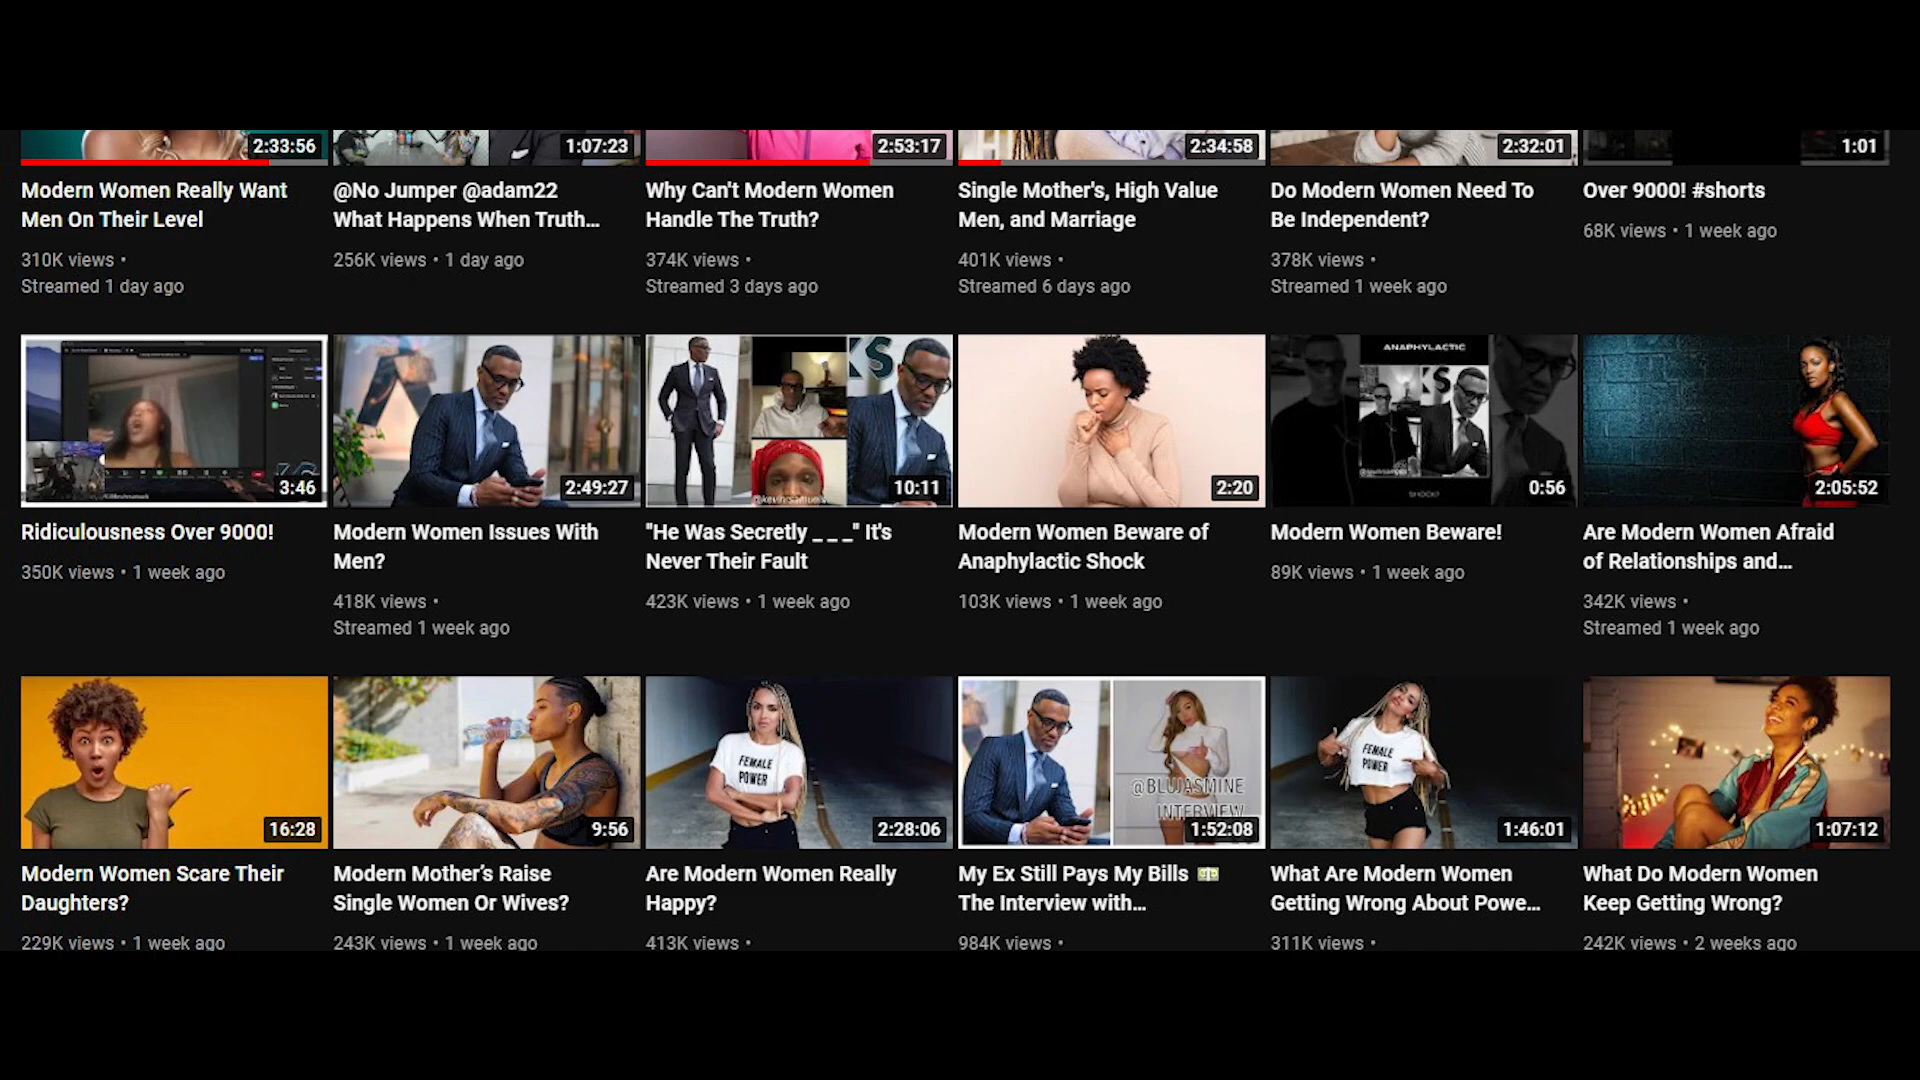 2:33:56
1:07:23
2:53:17
2:34:58
2:32:01
1:01
Modern Women Really Want
Men On Their Level
310K views •
Streamed 1 day ago
@No Jumper @adam22
What Happens When Truth...
256K views • 1 day ago
Why Can't Modern Women
Handle The Truth?
374K views •
Streamed 3 days ago
Single Mother's, High Value
Men, and Marriage
401K views •
Streamed 6 days ago
Do Modern Women Need To
Be Independent?
378K views •
Streamed 1 week ago
Over 9000! #shorts
68K views • 1 week ago
3:46
Ridiculousness Over 9000!
350K views • 1 week ago
2:49:27
Modern Women Issues With
Men?
418K views •
Streamed 1 week ago
KS
@kevinrsamuels
10:11
"He Was Secretly _ _ _" It's
Never Their Fault
423K views • 1 week ago
2:20
Modern Women Beware of
Anaphylactic Shock
103K views • 1 week ago
ANAPHYLACTIC
KS
SHOCK?
0:56
Modern Women Beware!
89K views • 1 week ago
2:05:52
Are Modern Women Afraid
of Relationships and...
342K views •
Streamed 1 week ago
16:28
Modern Women Scare Their
Daughters?
229K views • 1 week ago
9:56
Modern Mother’s Raise
Single Women Or Wives?
243K views • 1 week ago
FEMALE
POWER
2:28:06
Are Modern Women Really
Happy?
413K views •
@BLUJASMINE
INTERVIEW
1:52:08
My Ex Still Pays My Bills
The Interview with...
984K views •
FEMALE
POWER
1:46:01
What Are Modern Women
Getting Wrong About Powe...
311K views •
1:07:12
What Do Modern Women
Keep Getting Wrong?
242K views • 2 weeks ago